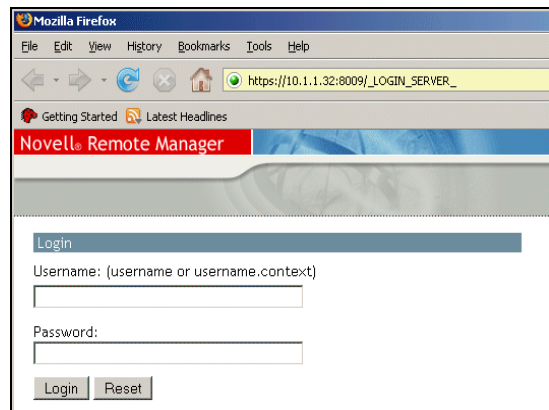 Mozilla Firefox
File Edit View History Bookmarks Tools Help
https://10.1.1.32:8009/_LOGIN_SERVER_
Getting Started Latest Headlines
Novell® Remote Manager
Login
Username: (username or username.context)
Password:
Login Reset